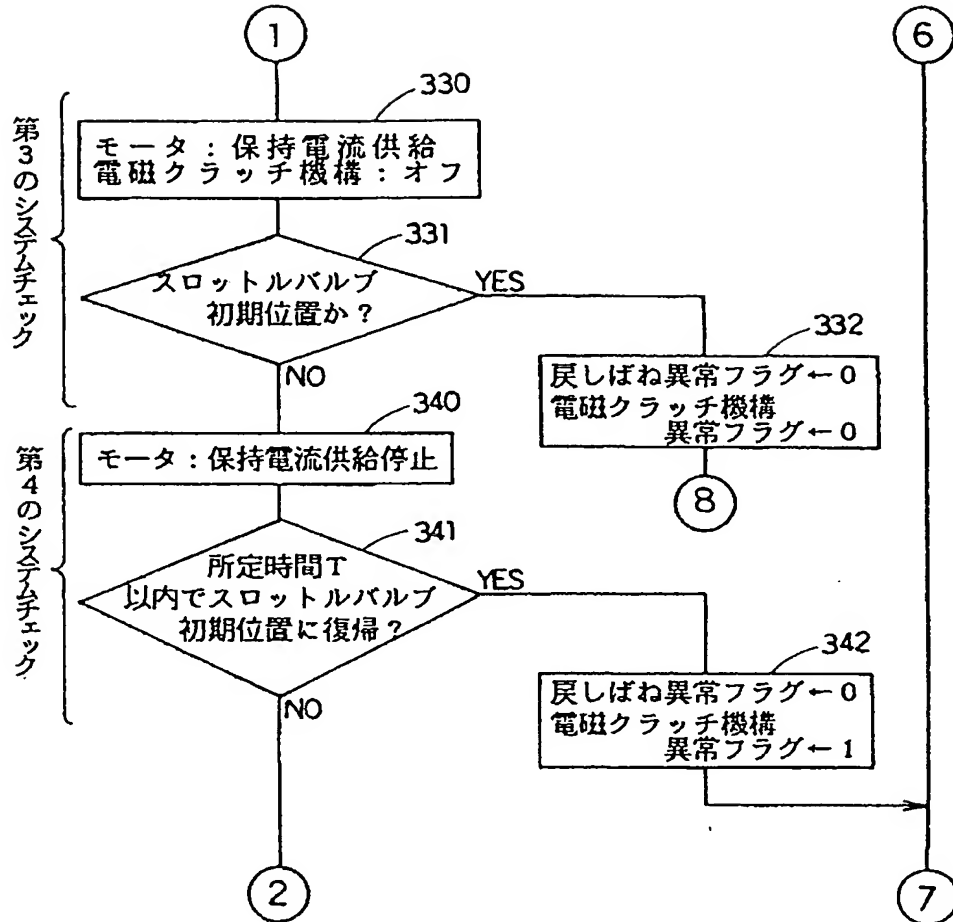 1
6
330
第3のシステムチェック
モータ：保持電流供給
電磁クラッチ機構：オフ
331
スロットルバルブ
初期位置か？
YES
NO
332
戻しばね異常フラグ←0
電磁クラッチ機構
異常フラグ←0
8
340
第4のシステムチェック
モータ：保持電流供給停止
341
所定時間T
以内でスロットルバルブ
初期位置に復帰？
YES
NO
342
戻しばね異常フラグ←0
電磁クラッチ機構
異常フラグ←1
2
7